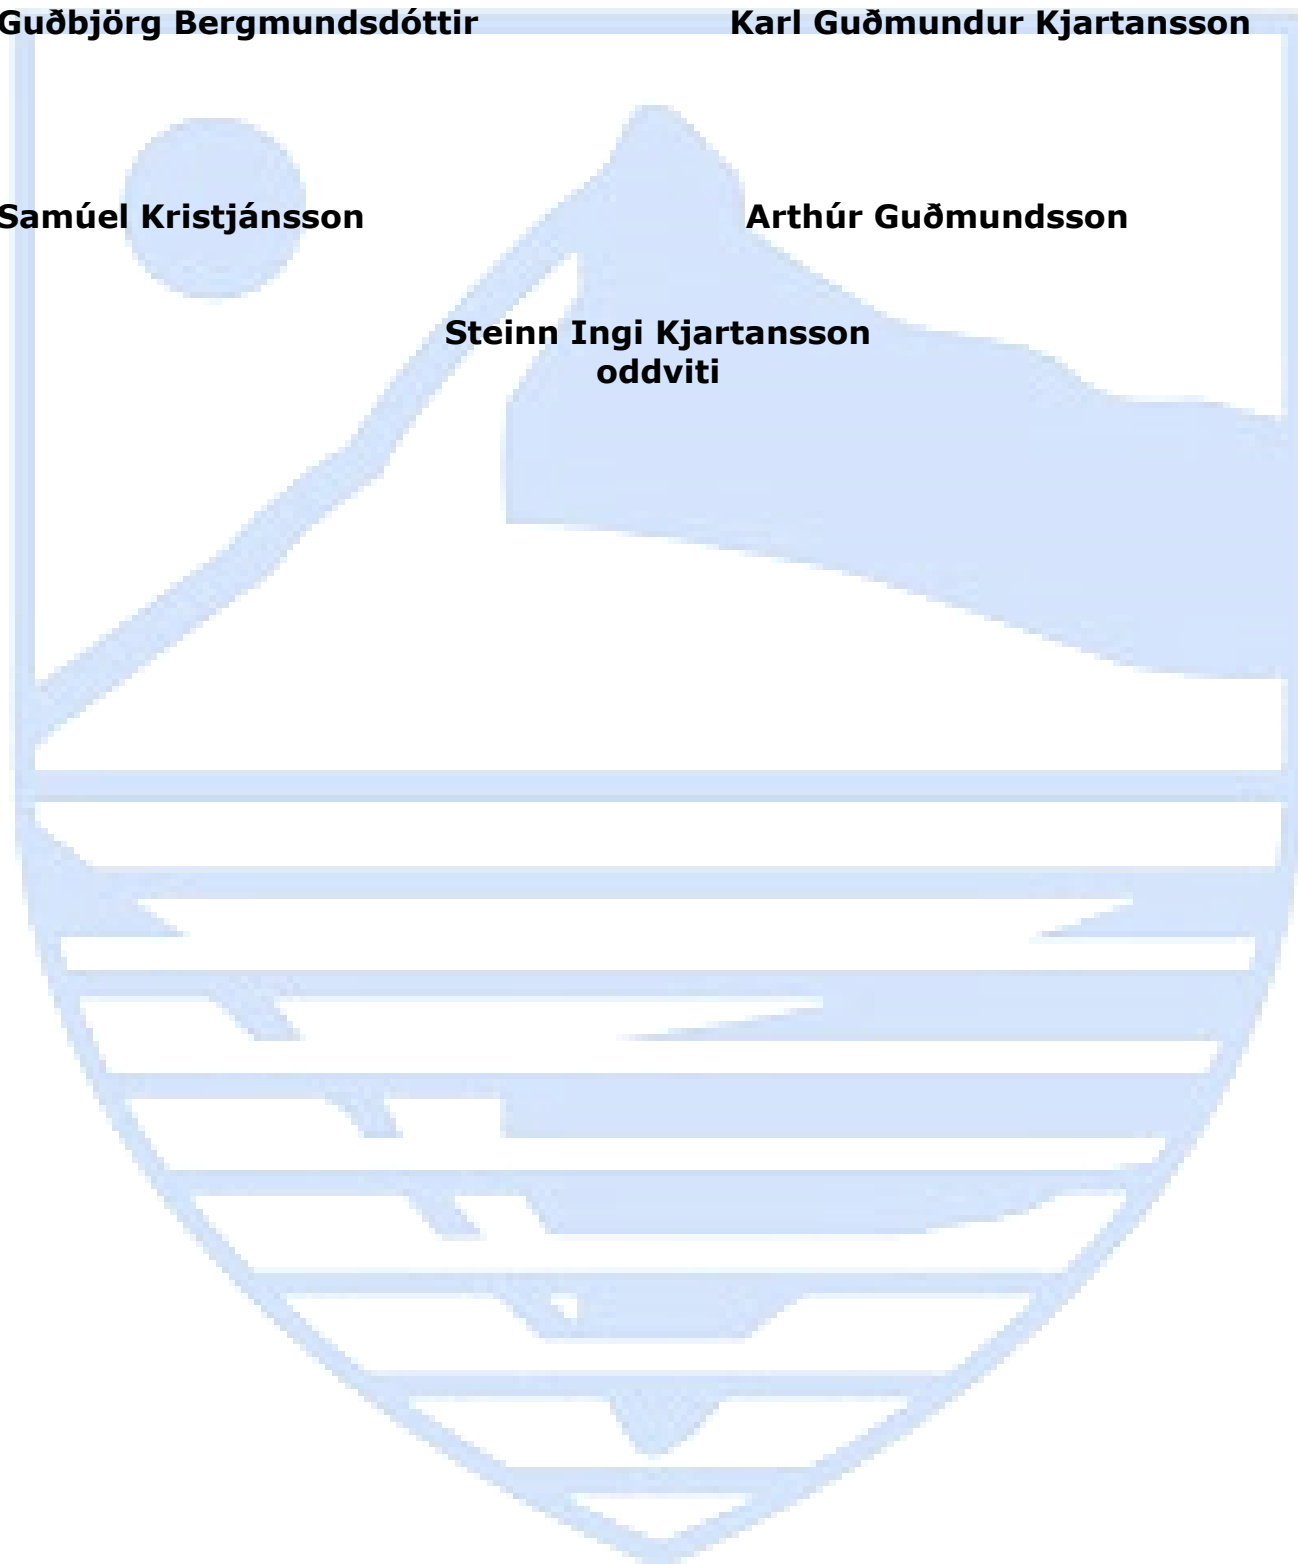 Guðbjörg Bergmundsdóttir
Karl Guðmundur Kjartansson
Samúel Kristjánsson
Arthúr Guðmundsson
Steinn Ingi Kjartansson
oddviti